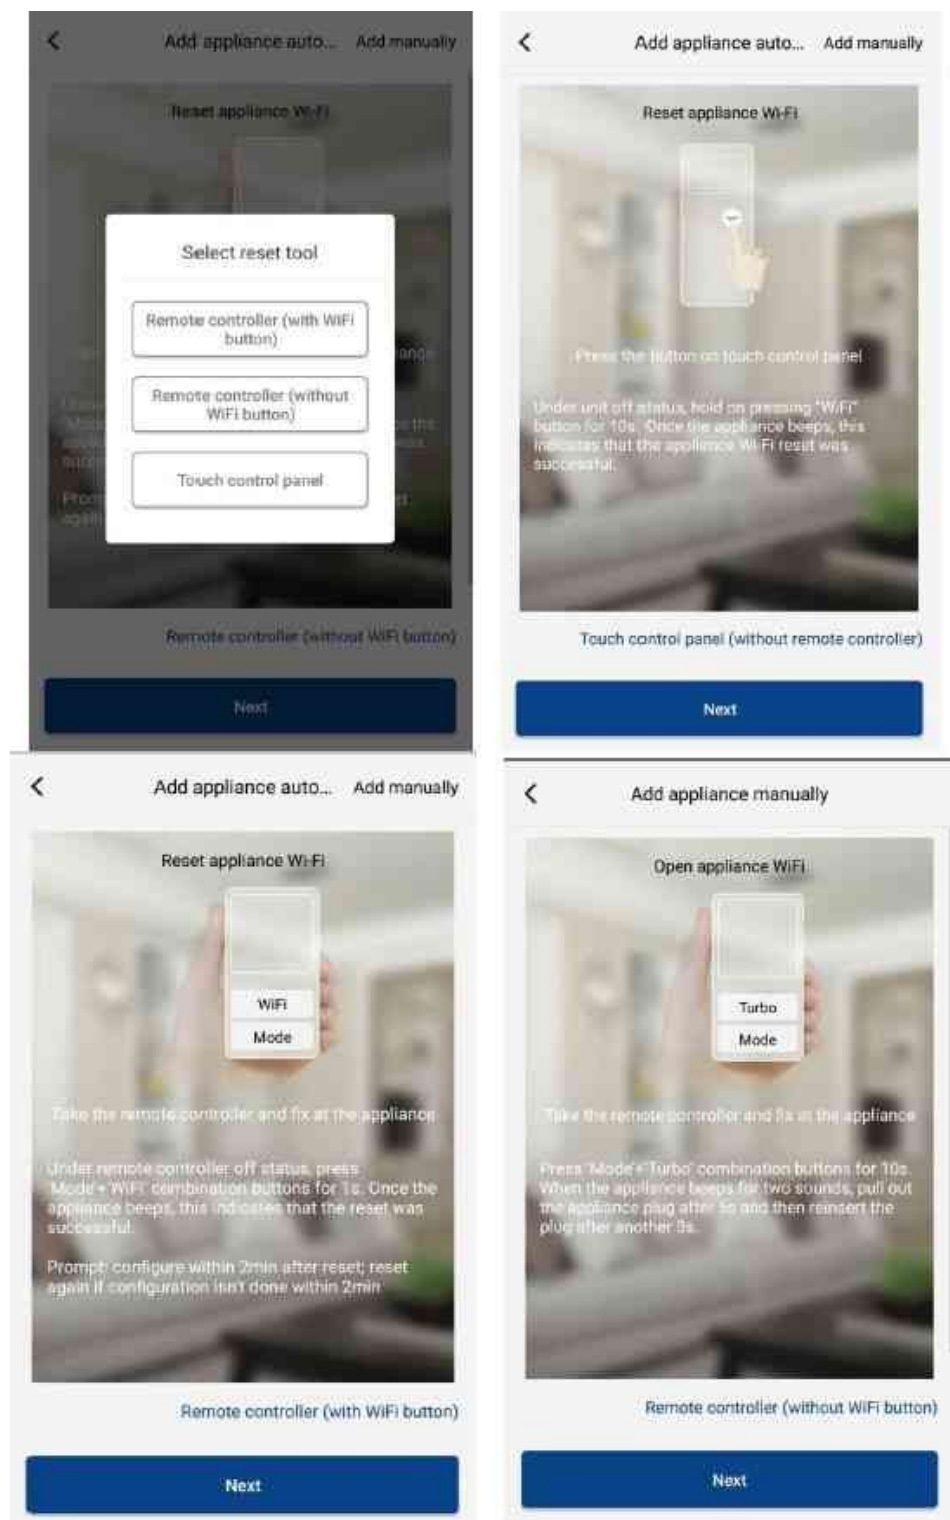 Add appliance auto... Add manually
Reset appliance Wi-Fi
Select reset tool
Remote controller (with WiFi
button)
Remote controller (without
WiFi button)
Touch control panel
Remote controller (without WiFi button)
Next
Add appliance auto... Add manually
Reset appliance Wi-Fi
Press the button on touch control panel
Under unit off status, hold on pressing "WiFi"
button for 10s. Once the appliance beeps, this
indicates that the appliance Wi-Fi reset was
successful.
Touch control panel (without remote controller)
Next
Add appliance auto... Add manually
Reset appliance Wi-Fi
WiFi
Mode
Take the remote controller and fix at the appliance
Under remote controller off status, press
"Mode + WiFi" combination buttons for 1s. Once the
appliance beeps, this indicates that the reset was
successful.
Prompt: configure within 2min after reset; reset
again if configuration isn't done within 2min
Remote controller (with WiFi button)
Next
Add appliance manually
Open appliance WiFi
Turbo
Mode
Take the remote controller and fix at the appliance
Press "Mode + Turbo" combination buttons for 10s.
When the appliance beeps for two sounds, pull out
the appliance plug after 5s and then reinsert the
plug after another 3s.
Remote controller (without WiFi button)
Next